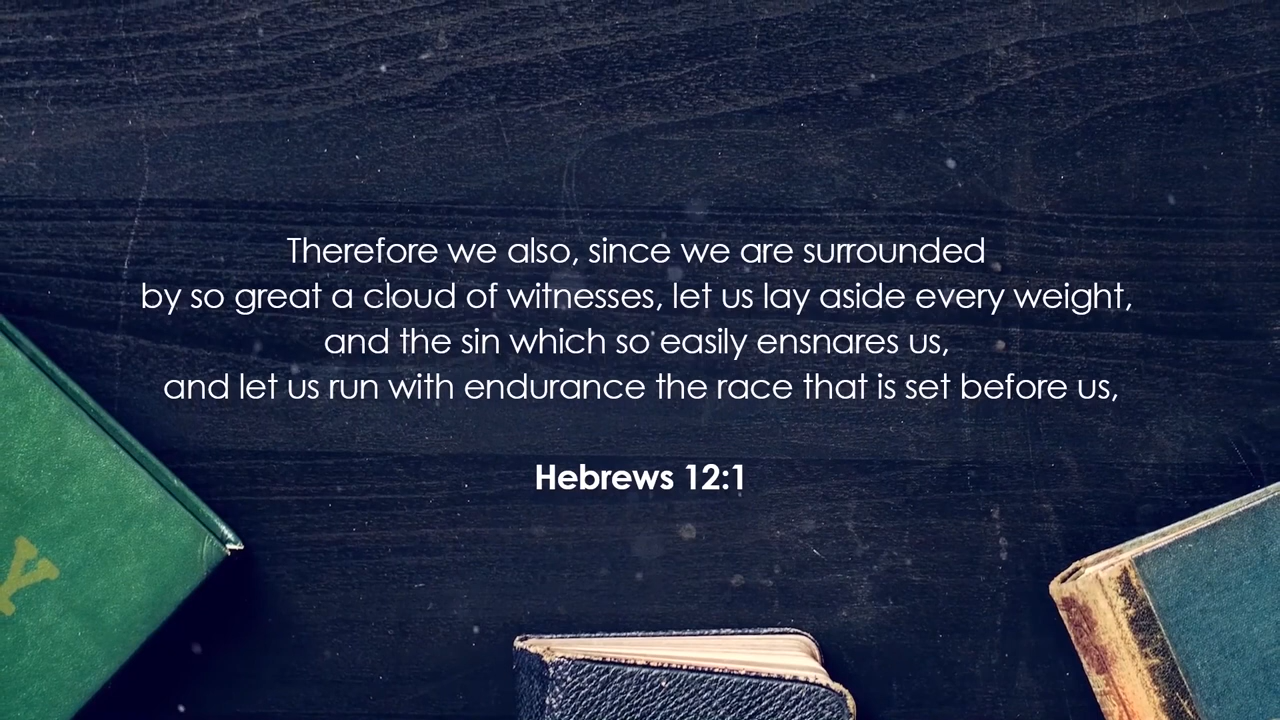 Therefore we also, since we are surrounded
by so great a cloud of witnesses, let us lay aside every weight,
and the sin which so easily ensnares us,
and let us run with endurance the race that is set before us,
Hebrews 12:1
Y